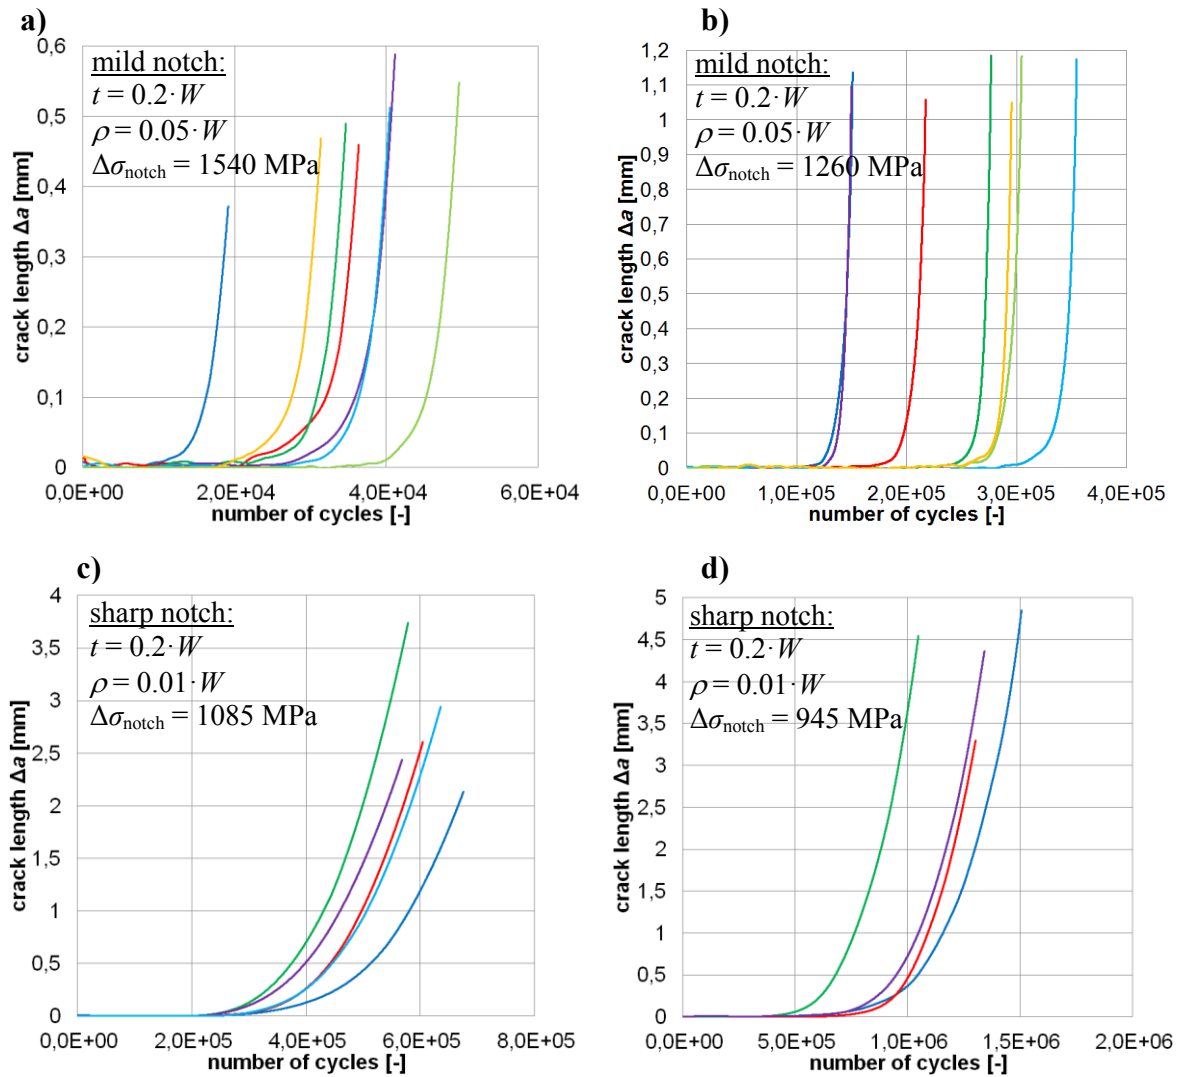 a)
0,6
0,5
0,4
0,3
0,2
0,1
0
crack length Δa [mm]
mild notch:
t = 0.2·W
ρ = 0.05·W
Δσnotch = 1540 MPa
0,0E+00 2,0E+04 4,0E+04 6,0E+04
number of cycles [-]
b)
1,2
1,1
1
0,9
0,8
0,7
0,6
0,5
0,4
0,3
0,2
0,1
0
crack length Δa [mm]
mild notch:
t = 0.2·W
ρ = 0.05·W
Δσnotch = 1260 MPa
0,0E+00 1,0E+05 2,0E+05 3,0E+05 4,0E+05
number of cycles [-]
c)
4
3,5
3
2,5
2
1,5
1
0,5
0
crack length Δa [mm]
sharp notch:
t = 0.2·W
ρ = 0.01·W
Δσnotch = 1085 MPa
0,0E+00 2,0E+05 4,0E+05 6,0E+05 8,0E+05
number of cycles [-]
d)
5
4,5
4
3,5
3
2,5
2
1,5
1
0,5
0
crack length Δa [mm]
sharp notch:
t = 0.2·W
ρ = 0.01·W
Δσnotch = 945 MPa
0,0E+00 5,0E+05 1,0E+06 1,5E+06 2,0E+06
number of cycles [-]